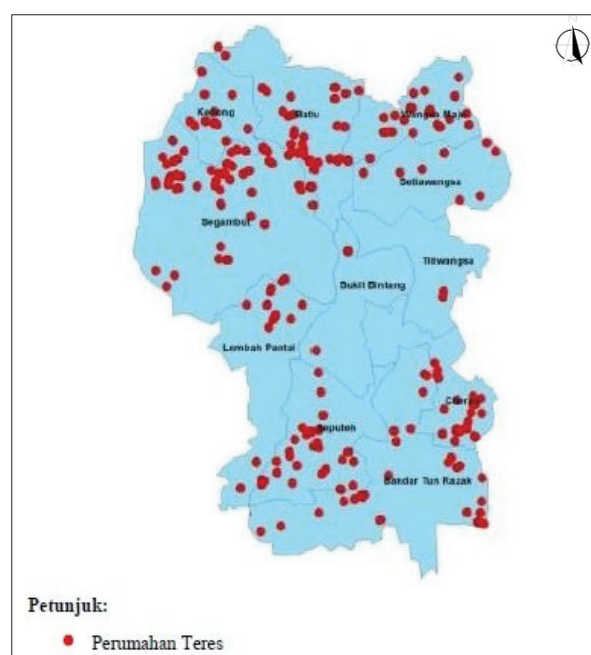 Kepong
Batu
Wangsa Maju
Setiawangsa
Segambut
Titiwangsa
Bukit Bintang
Lembah Pantai
Cheras
Seputeh
Bandar Tun Razak
Petunjuk:
Perumahan Teres